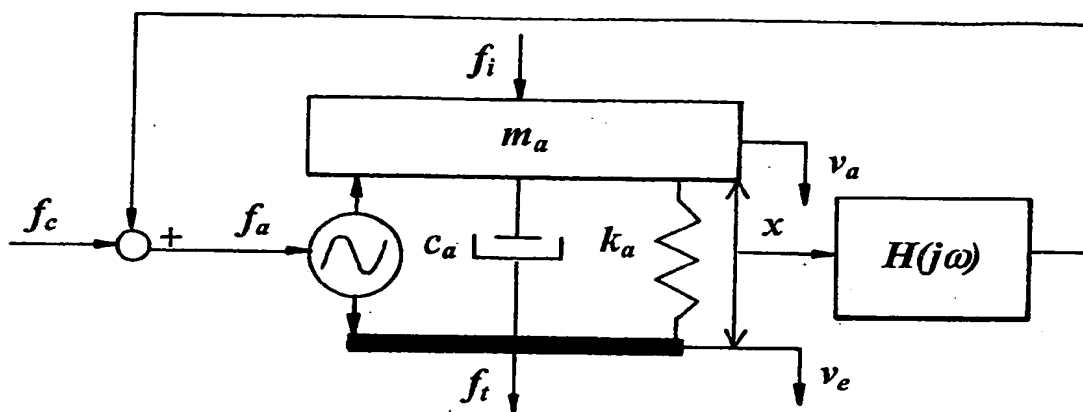 f_i
m_a
v_a
f_c
+
f_a
c_a
k_a
x
H(jω)
f_t
v_e